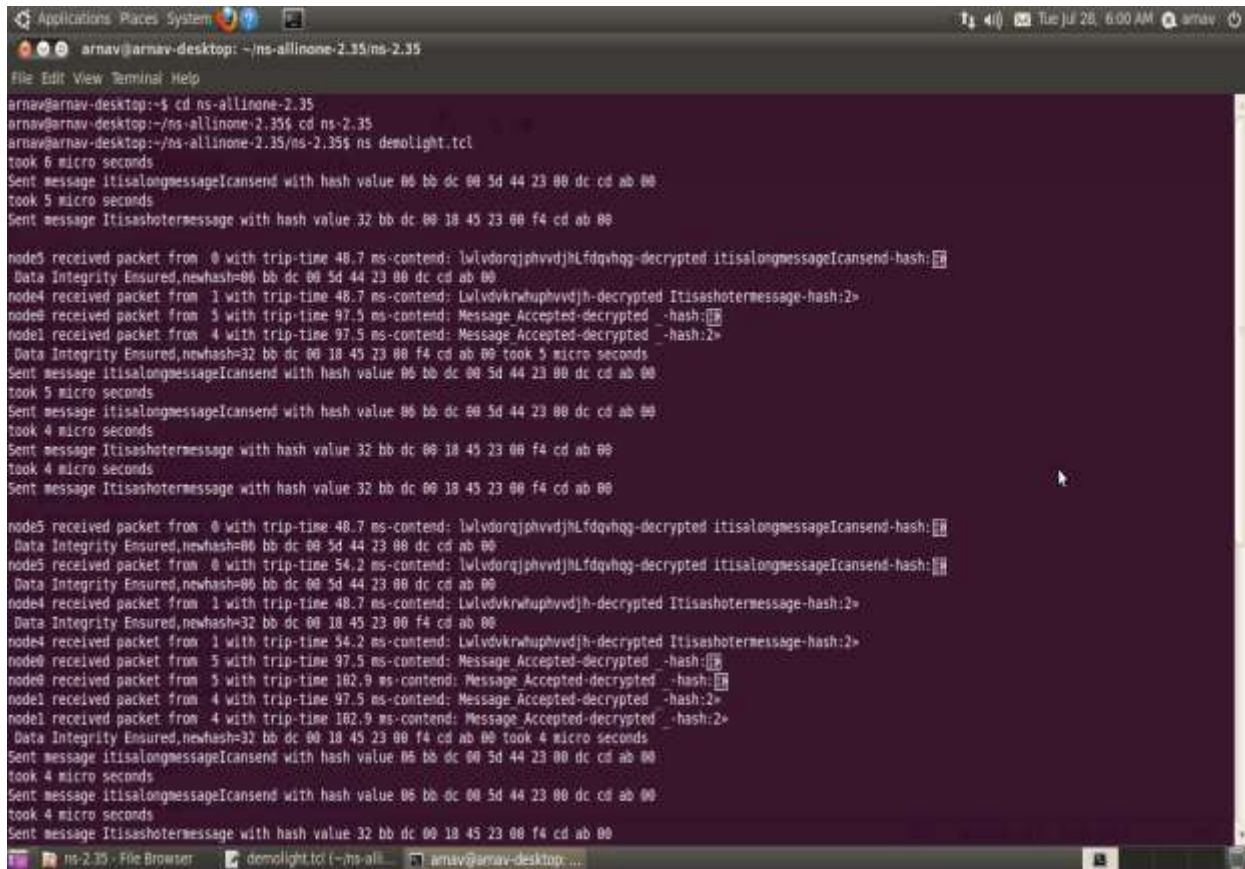 Applications Places System
Tue Jul 28, 6:00 AM arnav
arnav@arnav-desktop: ~/ns-allinone-2.35/ns-2.35
File Edit View Terminal Help
arnav@arnav-desktop:~$ cd ns-allinone-2.35
arnav@arnav-desktop:~/ns-allinone-2.35$ cd ns-2.35
arnav@arnav-desktop:~/ns-allinone-2.35/ns-2.35$ ns demolight.tcl
took 6 micro seconds
Sent message itisalongmessageIcansend with hash value 06 bb dc 00 5d 44 23 00 dc cd ab 00
took 5 micro seconds
Sent message Itisashotermessage with hash value 32 bb dc 00 18 45 23 00 f4 cd ab 00
node5 received packet from 0 with trip-time 48.7 ms-contend: lwlvdorqjphvvdjhLfdqvhqg-decrypted itisalongmessageIcansend-hash:
Data Integrity Ensured,newhash=06 bb dc 00 5d 44 23 00 dc cd ab 00
node4 received packet from 1 with trip-time 48.7 ms-contend: Lwlvdvkrwhuphvvdjh-decrypted Itisashotermessage-hash:2»
node0 received packet from 5 with trip-time 97.5 ms-contend: Message_Accepted-decrypted _-hash:
node1 received packet from 4 with trip-time 97.5 ms-contend: Message_Accepted-decrypted _-hash:2»
Data Integrity Ensured,newhash=32 bb dc 00 18 45 23 00 f4 cd ab 00 took 5 micro seconds
Sent message itisalongmessageIcansend with hash value 06 bb dc 00 5d 44 23 00 dc cd ab 00
took 5 micro seconds
Sent message itisalongmessageIcansend with hash value 06 bb dc 00 5d 44 23 00 dc cd ab 00
took 4 micro seconds
Sent message Itisashotermessage with hash value 32 bb dc 00 18 45 23 00 f4 cd ab 00
took 4 micro seconds
Sent message Itisashotermessage with hash value 32 bb dc 00 18 45 23 00 f4 cd ab 00
node5 received packet from 0 with trip-time 48.7 ms-contend: lwlvdorqjphvvdjhLfdqvhqg-decrypted itisalongmessageIcansend-hash:
Data Integrity Ensured,newhash=06 bb dc 00 5d 44 23 00 dc cd ab 00
node5 received packet from 0 with trip-time 54.2 ms-contend: lwlvdorqjphvvdjhLfdqvhqg-decrypted itisalongmessageIcansend-hash:
Data Integrity Ensured,newhash=06 bb dc 00 5d 44 23 00 dc cd ab 00
node4 received packet from 1 with trip-time 48.7 ms-contend: Lwlvdvkrwhuphvvdjh-decrypted Itisashotermessage-hash:2»
Data Integrity Ensured,newhash=32 bb dc 00 18 45 23 00 f4 cd ab 00
node4 received packet from 1 with trip-time 54.2 ms-contend: Lwlvdvkrwhuphvvdjh-decrypted Itisashotermessage-hash:2»
node0 received packet from 5 with trip-time 97.5 ms-contend: Message_Accepted-decrypted _-hash:
node0 received packet from 5 with trip-time 102.9 ms-contend: Message_Accepted-decrypted _-hash:
node1 received packet from 4 with trip-time 97.5 ms-contend: Message_Accepted-decrypted _-hash:2»
node1 received packet from 4 with trip-time 102.9 ms-contend: Message_Accepted-decrypted _-hash:2»
Data Integrity Ensured,newhash=32 bb dc 00 18 45 23 00 f4 cd ab 00 took 4 micro seconds
Sent message itisalongmessageIcansend with hash value 06 bb dc 00 5d 44 23 00 dc cd ab 00
took 4 micro seconds
Sent message itisalongmessageIcansend with hash value 06 bb dc 00 5d 44 23 00 dc cd ab 00
took 4 micro seconds
Sent message Itisashotermessage with hash value 32 bb dc 00 18 45 23 00 f4 cd ab 00
ns-2.35 - File Browser demolight.tcl (~/ns-all... arnav@arnav-desktop: ...